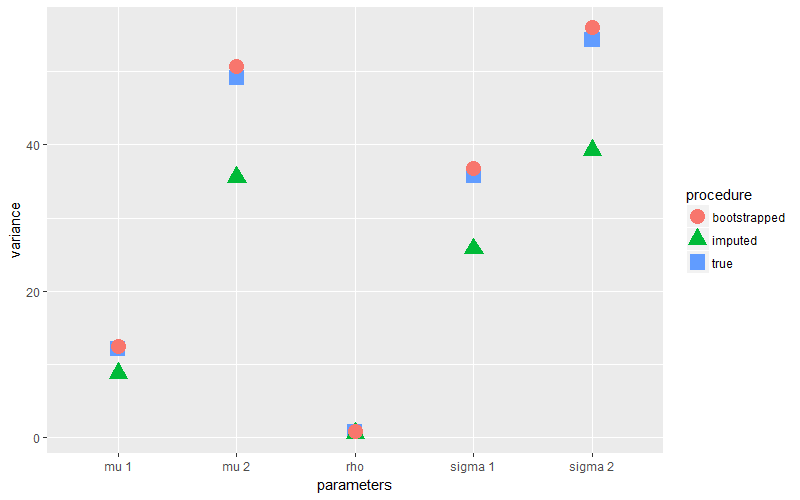 variance
40
20
0
mu 1
mu 2
rho
sigma 1
sigma 2
parameters
procedure
bootstrapped
imputed
true